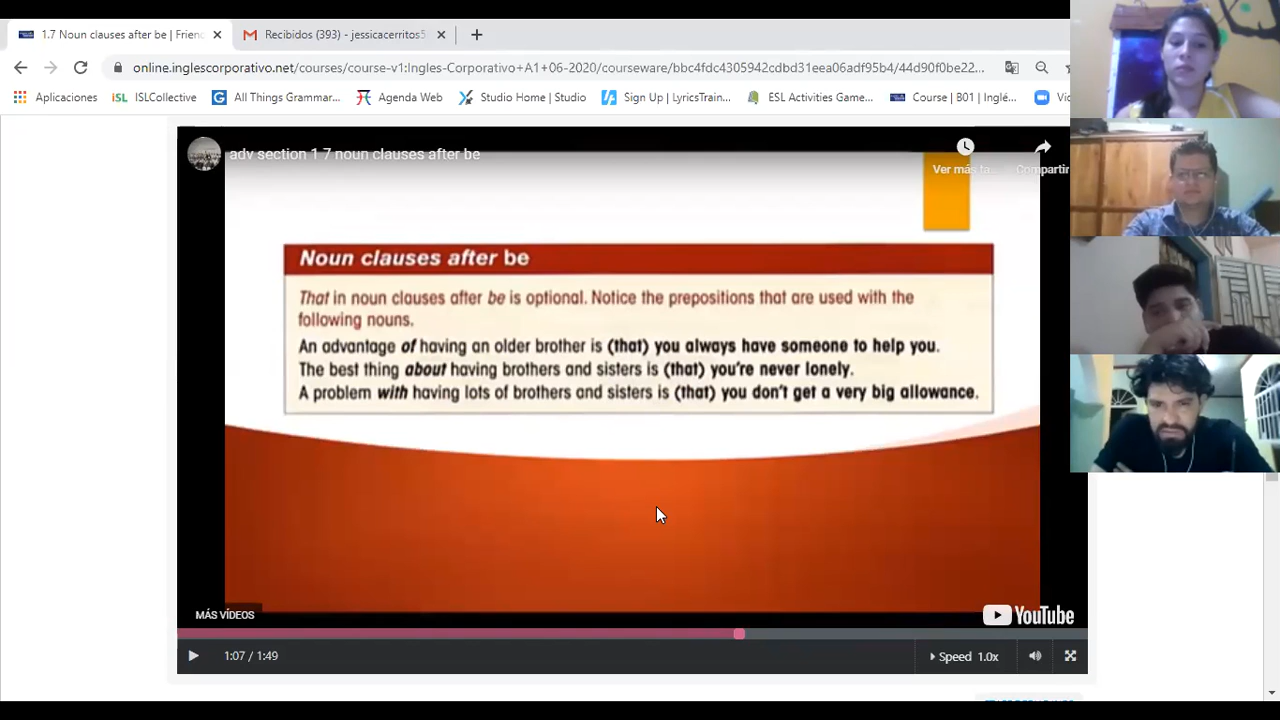 1.7 Noun clauses after be | Frien
Recibidos (393) - jessicacerritos5
online.inglescorporativo.net/courses/course-v1:Ingles-Corporativo+A1+06-2020/courseware/bbc4fdc4305942cdbd31eea06adf95b4/44d90f0be22...
Aplicaciones
iSL ISLCollective
All Things Grammar...
Agenda Web
Studio Home | Studio
Sign Up | LyricsTrain...
ESL Activities Game...
Course | B01 | Inglé...
adv section 1 7 noun clauses after be
Ver más ta...
Compartir
Noun clauses after be
That in noun clauses after be is optional. Notice the prepositions that are used with the
following nouns.
An advantage of having an older brother is (that) you always have someone to help you.
The best thing about having brothers and sisters is (that) you're never lonely.
A problem with having lots of brothers and sisters is (that) you don't get a very big allowance.
MÁS VÍDEOS
YouTube
1:07 / 1:49
Speed 1.0x